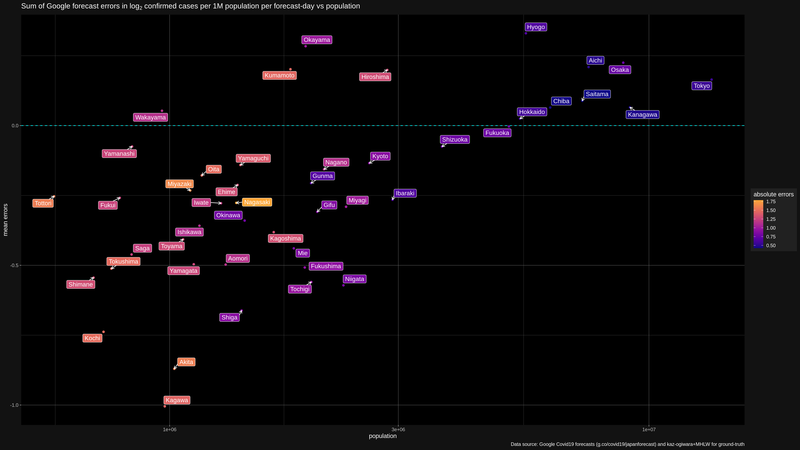 Sum of Google forecast errors in log2 confirmed cases per 1M population per forecast-day vs population
Hyogo
Okayama
Aichi
Osaka
Kumamoto
Hiroshima
Tokyo
Saitama
Chiba
Hokkaido
Kanagawa
Wakayama
0.0
Fukuoka
Shizuoka
Yamanashi
Yamaguchi
Nagano
Kyoto
Oita
Gunma
Miyazaki
Ehime
Ibaraki
Tottori
Fukui
Iwate
Nagasaki
Gifu
Miyagi
Okinawa
Ishikawa
Kagoshima
Saga
Toyama
Mie
Aomori
Tokushima
-0.5
Yamagata
Fukushima
Niigata
Shimane
Tochigi
Shiga
Kochi
Akita
Kagawa
-1.0
mean errors
1e+06
3e+06
1e+07
population
absolute errors
1.75
1.50
1.25
1.00
0.75
0.50
Data source: Google Covid19 forecasts (g.co/covid19/japanforecast) and kaz-ogiwara+MHLW for ground-truth